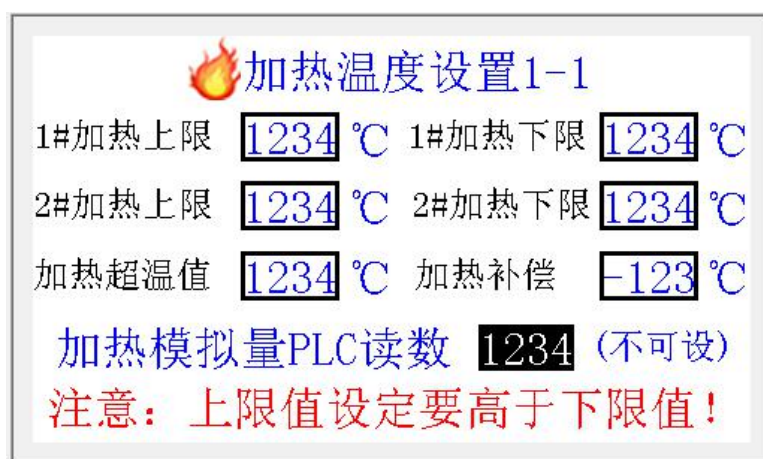 加热温度设置1-1
1#加热上限 1234 ℃ 1#加热下限 1234 ℃
2#加热上限 1234 ℃ 2#加热下限 1234 ℃
加热超温值 1234 ℃ 加热补偿 -123 ℃
加热模拟量PLC读数 1234 (不可设)
注意：上限值设定要高于下限值！